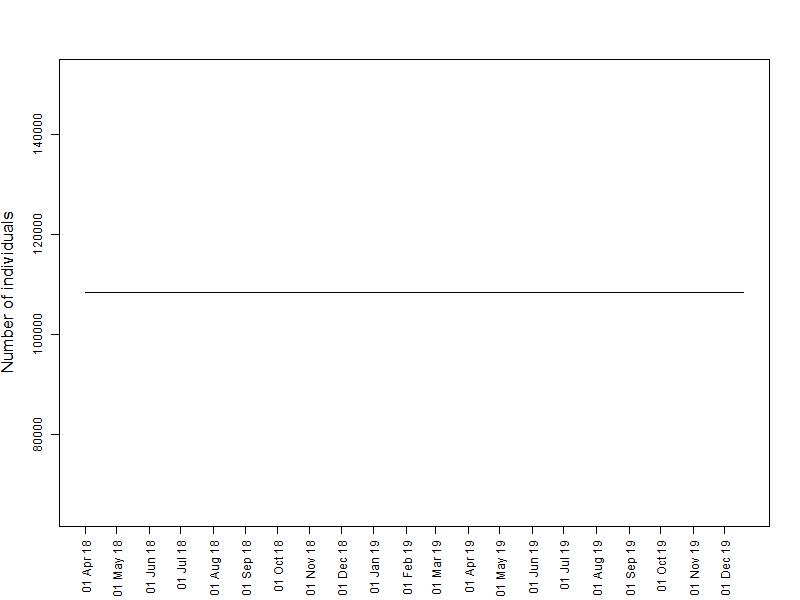 Number of individuals
140000
120000
100000
80000
01 Apr 18
01 May 18
01 Jun 18
01 Jul 18
01 Aug 18
01 Sep 18
01 Oct 18
01 Nov 18
01 Dec 18
01 Jan 19
01 Feb 19
01 Mar 19
01 Apr 19
01 May 19
01 Jun 19
01 Jul 19
01 Aug 19
01 Sep 19
01 Oct 19
01 Nov 19
01 Dec 19